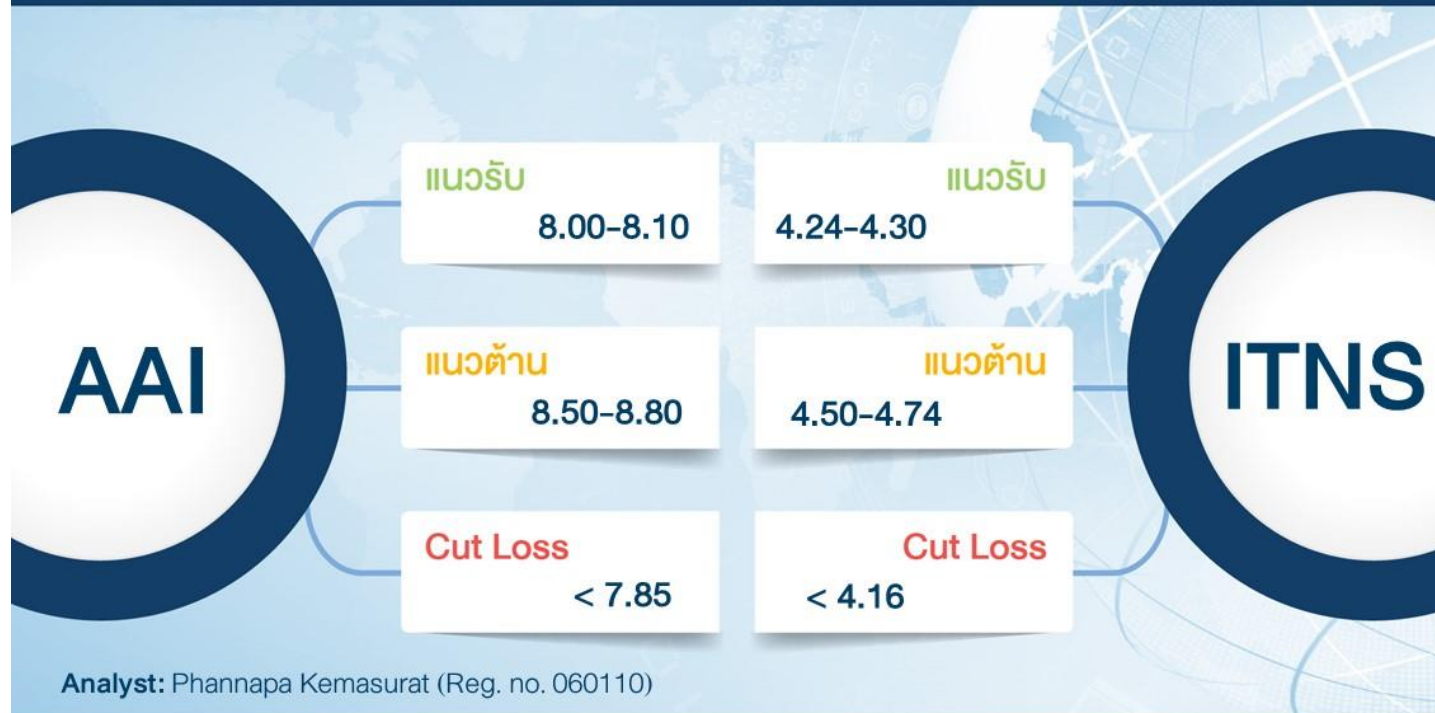 AAI
แนวรับ
8.00-8.10
แนวต้าน
8.50-8.80
Cut Loss
< 7.85
แนวรับ
4.24-4.30
แนวต้าน
4.50-4.74
Cut Loss
< 4.16
ITNS
Analyst: Phannapa Kemasurat (Reg. no. 060110)